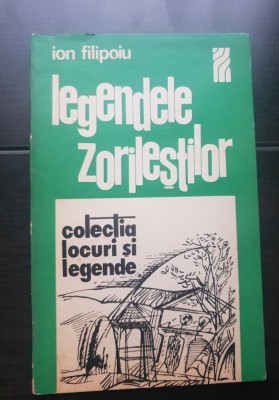 ion filipoiu
legendele
zorileștilor
colecția
locuri și
legende